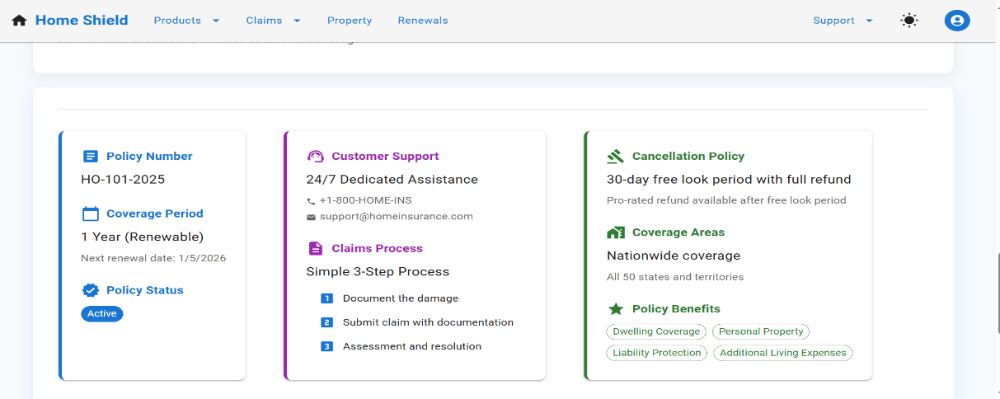 Home Shield
Products
Claims
Property
Renewals
Support
Policy Number
HO-101-2025
Coverage Period
1 Year (Renewable)
Next renewal date: 1/5/2026
Policy Status
Active
Customer Support
24/7 Dedicated Assistance
+1-800-HOME-INS
support@homeinsurance.com
Claims Process
Simple 3-Step Process
1 Document the damage
2 Submit claim with documentation
3 Assessment and resolution
Cancellation Policy
30-day free look period with full refund
Pro-rated refund available after free look period
Coverage Areas
Nationwide coverage
All 50 states and territories
Policy Benefits
Dwelling Coverage
Personal Property
Liability Protection
Additional Living Expenses